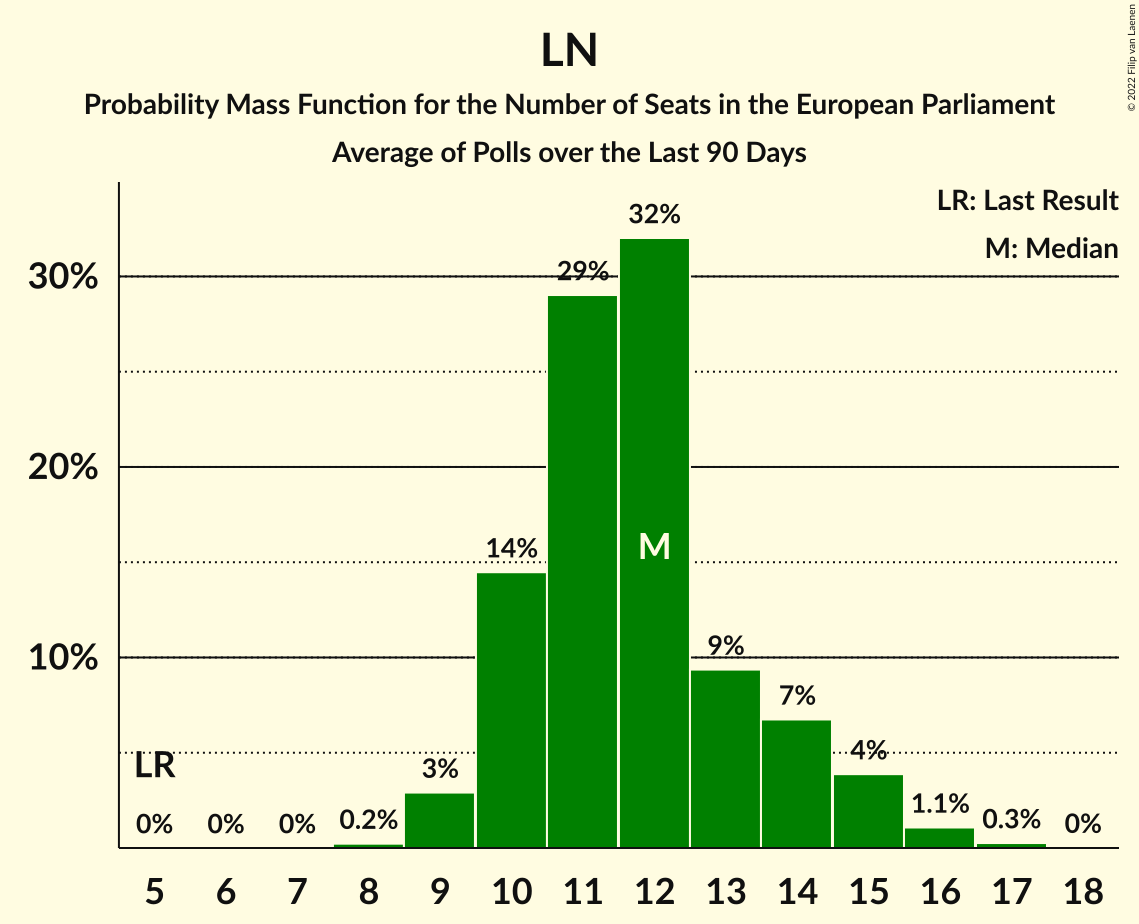 LN
Probability Mass Function for the Number of Seats in the European Parliament
Average of Polls over the Last 90 Days
© 2022 Filip van Laenen
LR: Last Result
M: Median
30%
20%
10%
LR
M
0%
0%
0%
0.2%
3%
14%
29%
32%
9%
7%
4%
1.1%
0.3%
0%
5 6 7 8 9 10 11 12 13 14 15 16 17 18